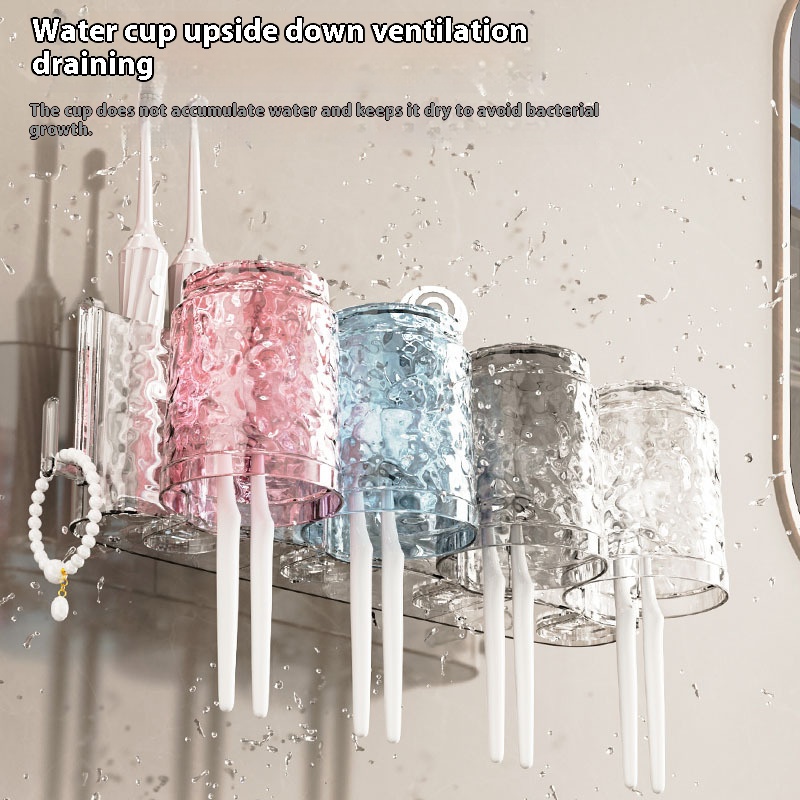 Water cup upside down ventilation
draining
The cup does not accumulate water and keeps it dry to avoid bacterial
growth.